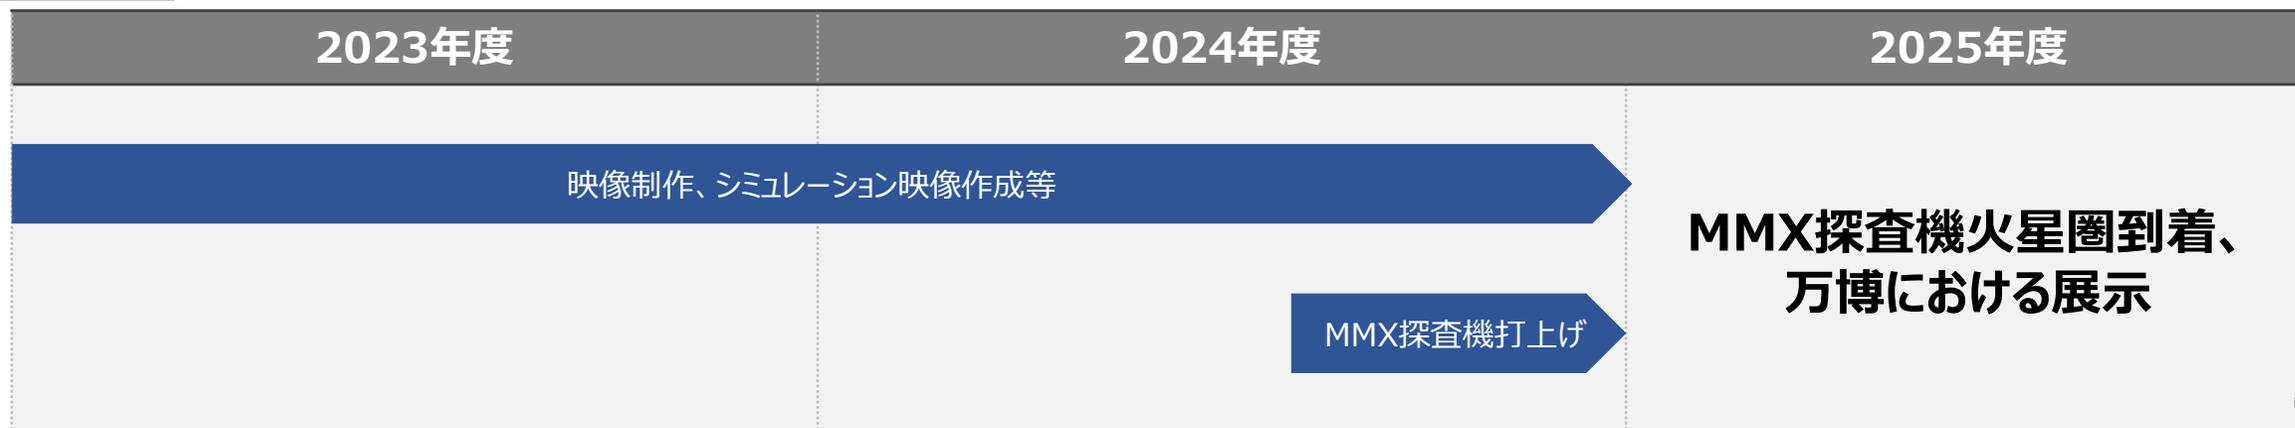 2023年度 2024年度 2025年度
映像制作、シミュレーション映像作成等
MMX探査機火星圏到着、
万博における展示
MMX探査機打上げ